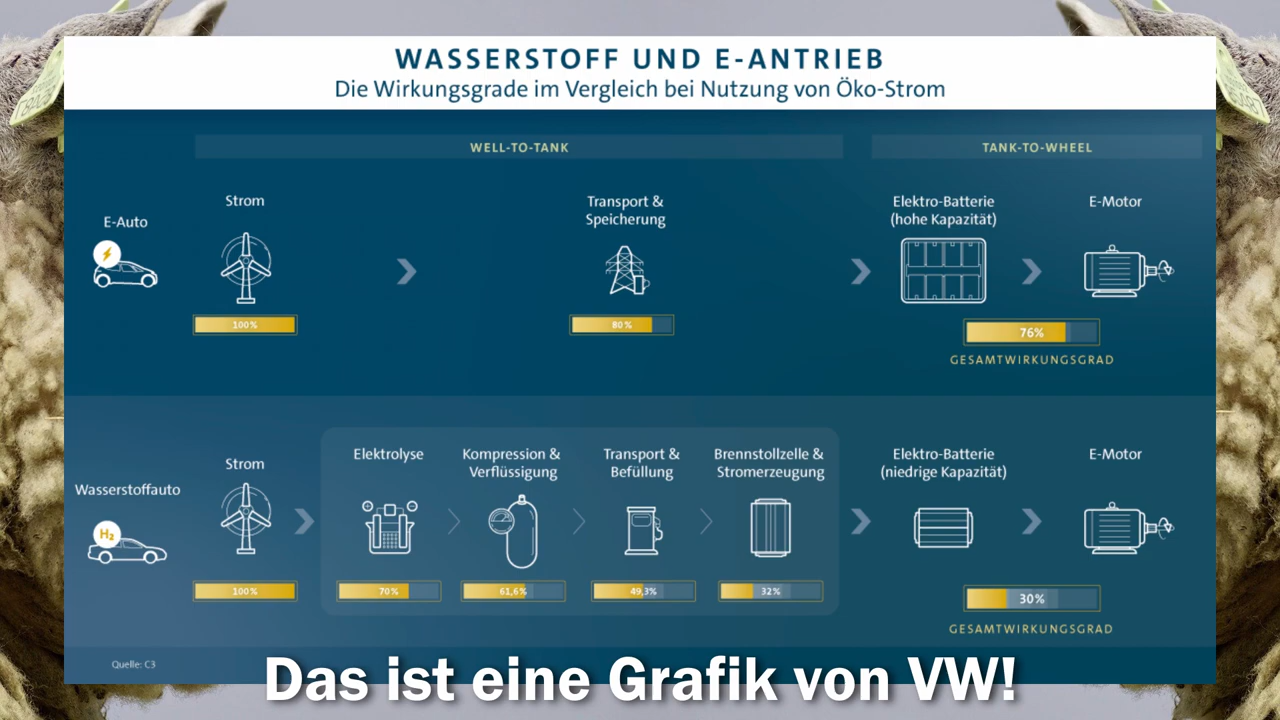 WASSERSTOFF UND E-ANTRIEB
Die Wirkungsgrade im Vergleich bei Nutzung von Öko-Strom
WELL-TO-TANK
TANK-TO-WHEEL
E-Auto
Strom
100%
Transport &
Speicherung
80%
Elektro-Batterie
(hohe Kapazität)
E-Motor
76%
GESAMTWIRKUNGSGRAD
Wasserstoffauto
H₂
Strom
100%
Elektrolyse
70%
Kompression &
Verflüssigung
61,6%
Transport &
Befüllung
49,3%
Brennstollzelle &
Stromerzeugung
32%
Elektro-Batterie
(niedrige Kapazität)
E-Motor
30%
GESAMTWIRKUNGSGRAD
Quelle: C3
Das ist eine Grafik von VW!